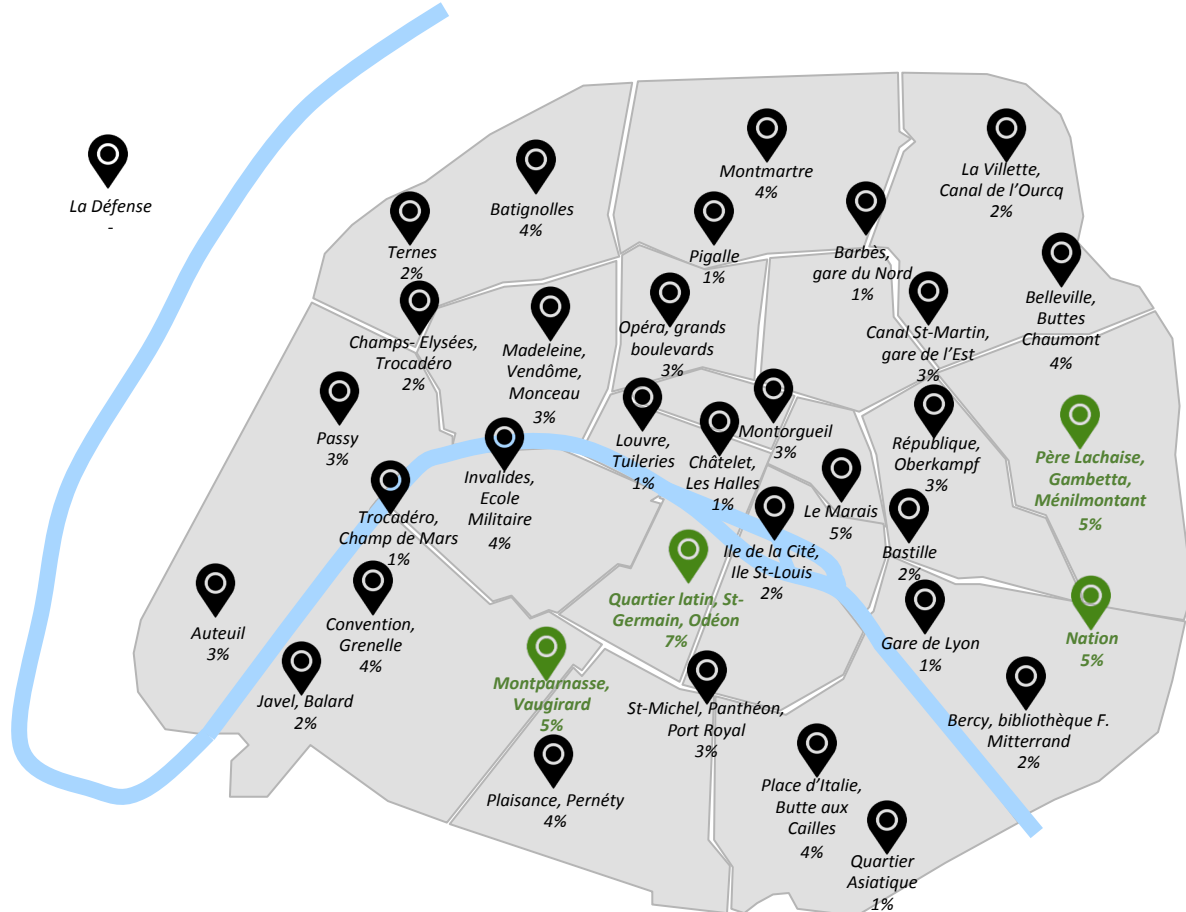 La Défense
-
Ternes
2%
Batignolles
4%
Montmartre
4%
Pigalle
1%
Barbès,
gare du Nord
1%
La Villette,
Canal de l’Ourcq
2%
Belleville,
Buttes
Chaumont
4%
Champs- Elysées,
Trocadéro
2%
Madeleine,
Vendôme,
Monceau
3%
Opéra, grands
boulevards
3%
Canal St-Martin,
gare de l’Est
3%
Passy
3%
Invalides,
Ecole
Militaire
4%
Louvre,
Tuileries
1%
Châtelet,
Les Halles
1%
Montorgueil
3%
République,
Oberkampf
3%
Père Lachaise,
Gambetta,
Ménilmontant
5%
Trocadéro,
Champ de Mars
1%
Le Marais
5%
Ile de la Cité,
Ile St-Louis
2%
Bastille
2%
Auteuil
3%
Convention,
Grenelle
4%
Quartier latin, St-
Germain, Odéon
7%
Gare de Lyon
1%
Nation
5%
Javel, Balard
2%
Montparnasse,
Vaugirard
5%
St-Michel, Panthéon,
Port Royal
3%
Bercy, bibliothèque F.
Mitterrand
2%
Plaisance, Pernéty
4%
Place d’Italie,
Butte aux
Cailles
4%
Quartier
Asiatique
1%